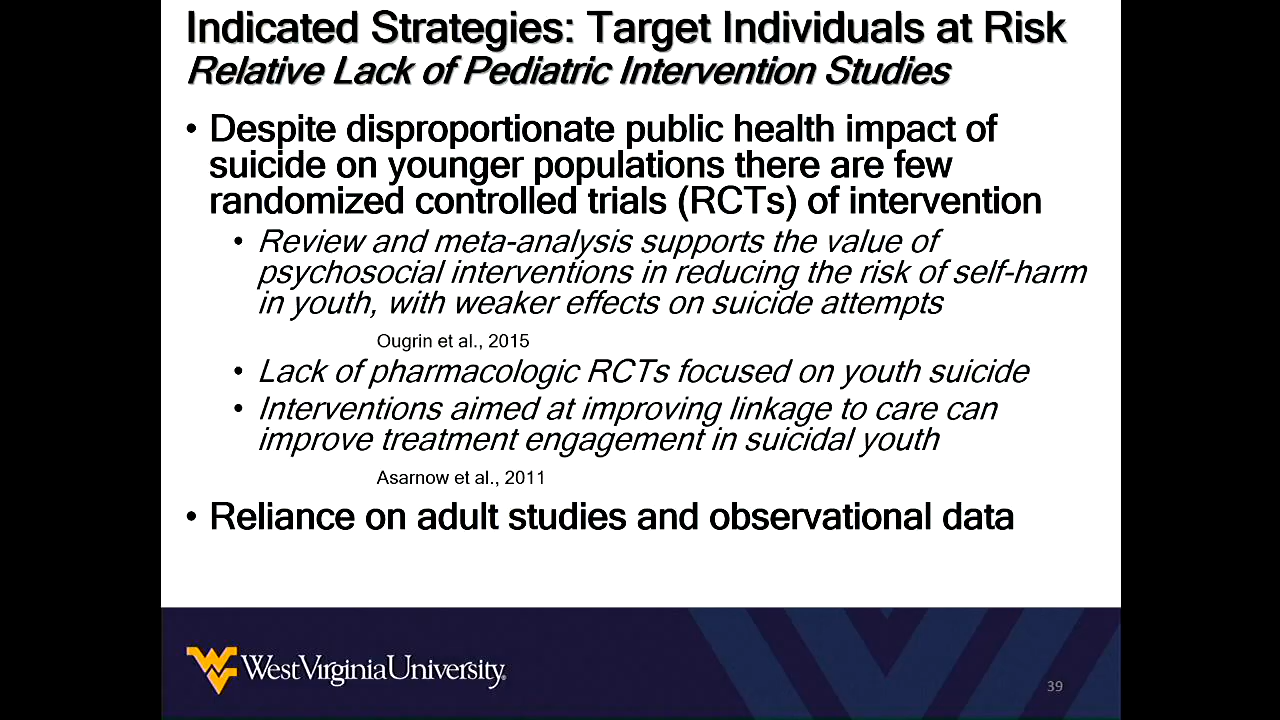 Indicated Strategies: Target Individuals at Risk
Relative Lack of Pediatric Intervention Studies
• Despite disproportionate public health impact of
suicide on younger populations there are few
randomized controlled trials (RCTs) of intervention
• Review and meta-analysis supports the value of
psychosocial interventions in reducing the risk of self-harm
in youth, with weaker effects on suicide attempts
Ougrin et al., 2015
• Lack of pharmacologic RCTs focused on youth suicide
• Interventions aimed at improving linkage to care can
improve treatment engagement in suicidal youth
Asarnow et al., 2011
• Reliance on adult studies and observational data
WV West Virginia University.
39